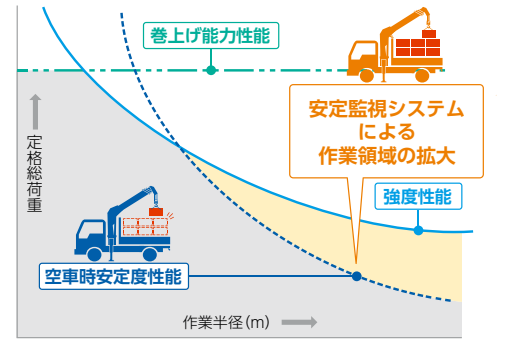 巻上げ能力性能
安定監視システム
による
作業領域の拡大
定格総荷重
強度性能
空車時安定度性能
作業半径(m)